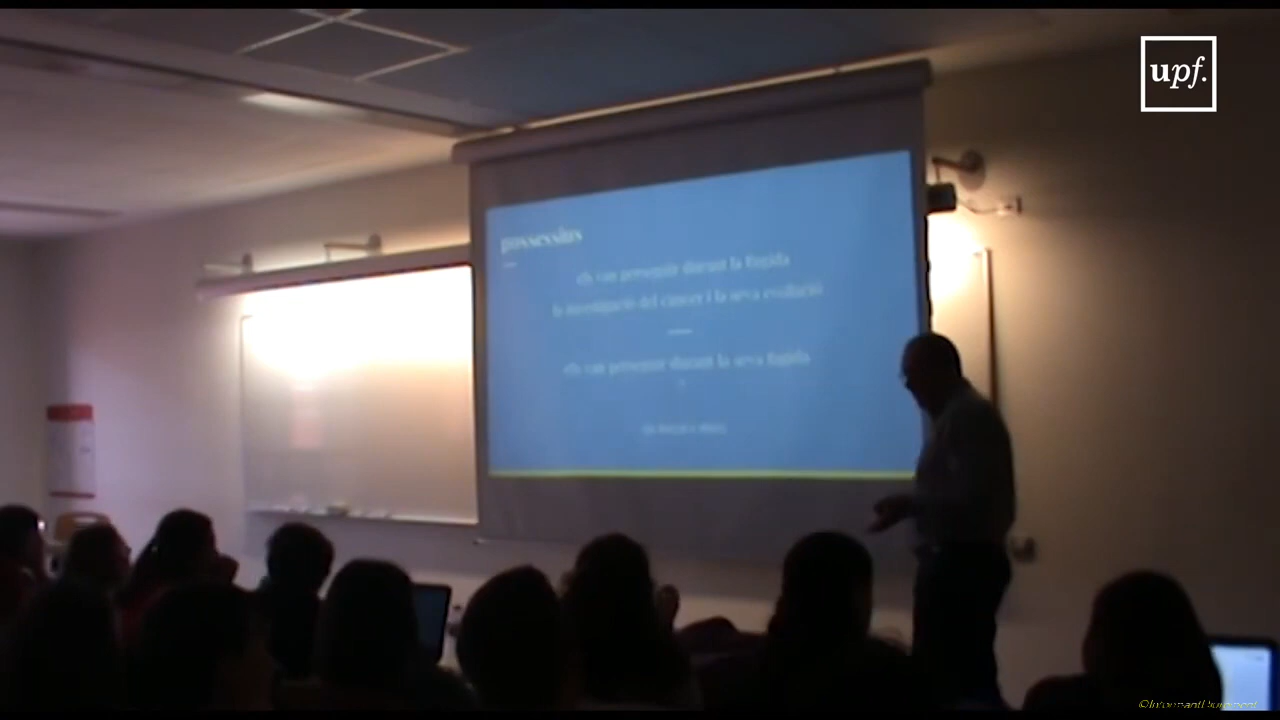 upf.
possessius
els van perseguir durant la fugida
la investigació del càncer i la seva evolució
els van perseguir durant la seva fugida